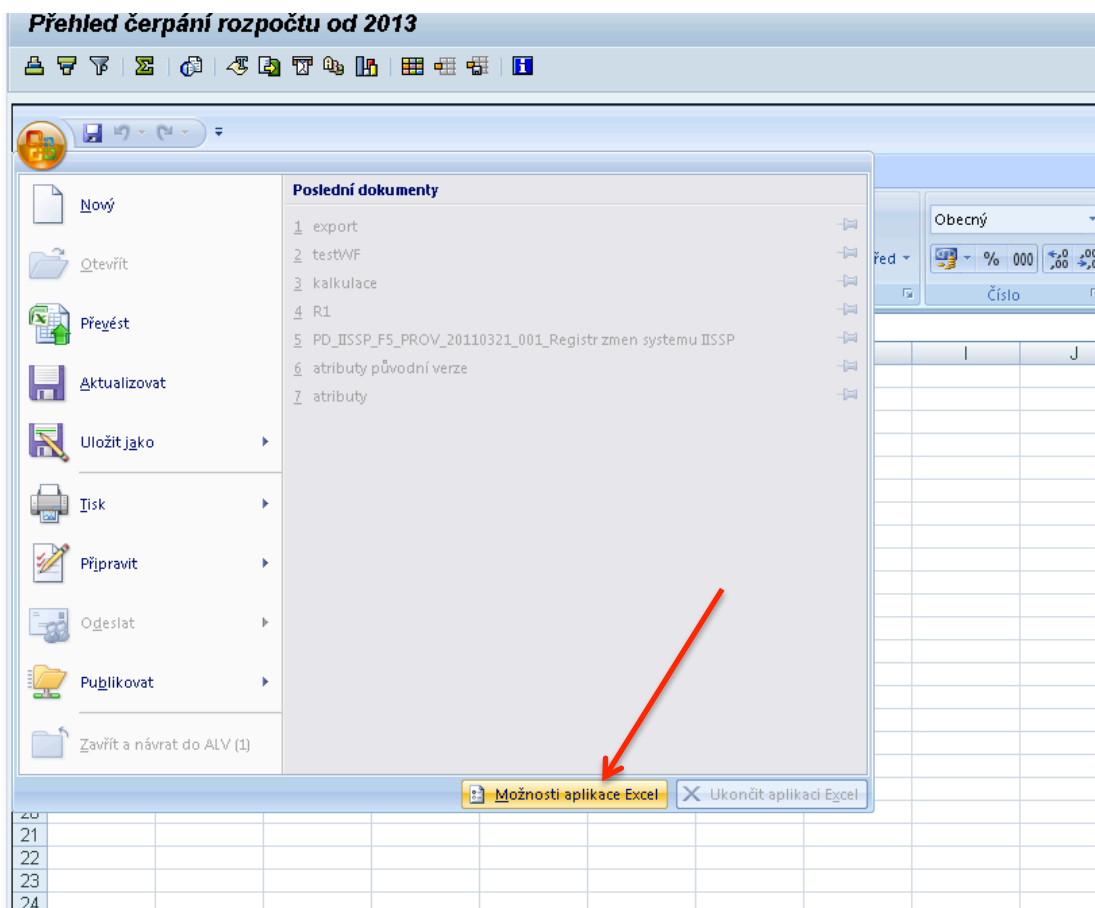 Přehled čerpání rozpočtu od 2013
Nový
Otevřít
Převést
Aktualizovat
Uložit jako
Tisk
Připravit
Odeslat
Publikovat
Zavřít a návrat do ALV (1)
Poslední dokumenty
1 export
2 testWF
3 kalkulace
4 R1
5 PD_IISSP_F5_PROV_20110321_001_Registr zmen systemu IISSP
6 atributy původní verze
7 atributy
Možnosti aplikace Excel
Ukončit aplikaci Excel
Obecný
% 000 ,00
Číslo
I J
20
21
22
23
24